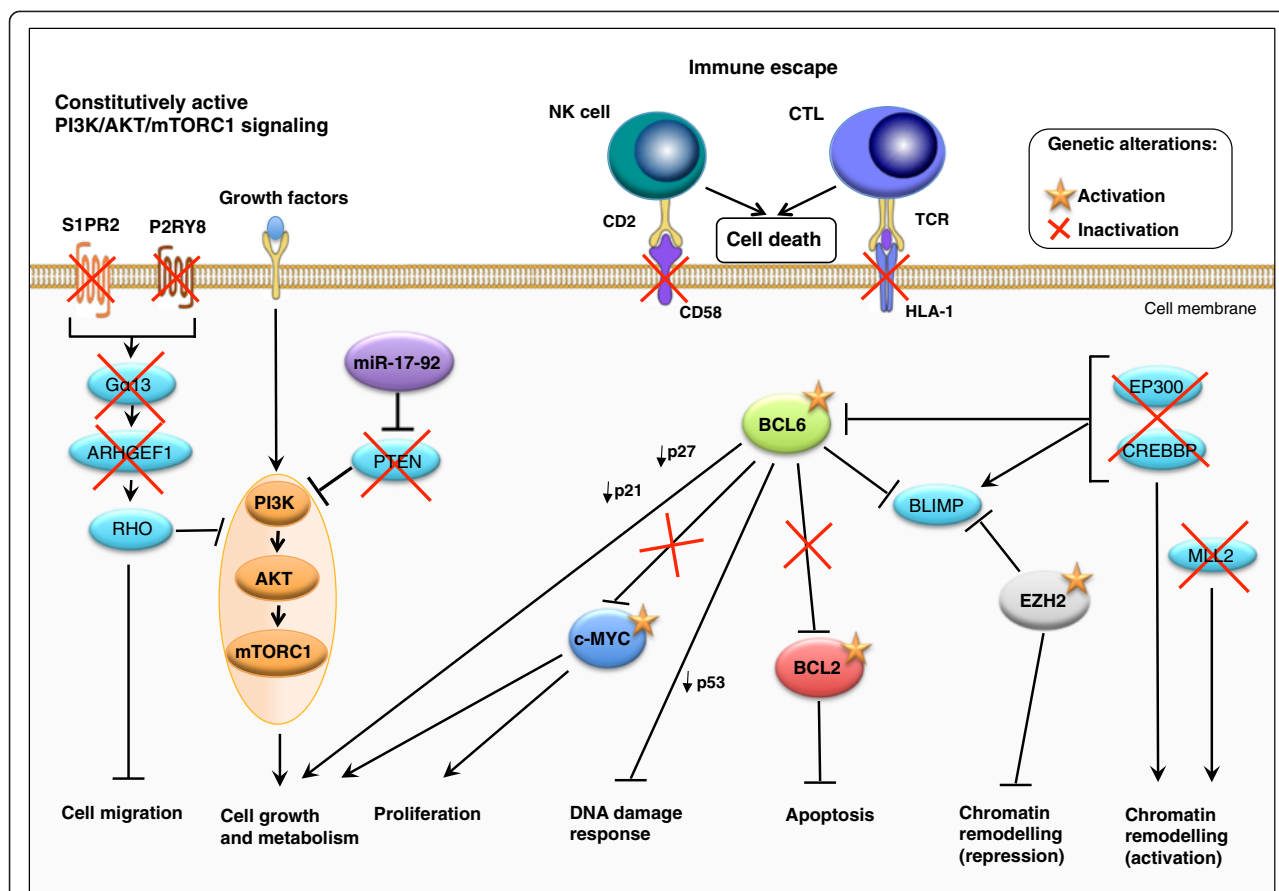 Immune escape
Constitutively active
PI3K/AKT/mTORC1 signaling
NK cell
CTL
Genetic alterations:
Activation
Inactivation
Growth factors
S1PR2
P2RY8
CD2
TCR
Cell death
CD58
HLA-1
Cell membrane
miR-17-92
Gα13
EP300
BCL6
ARHGEF1
PTEN
↓p27
CREBBP
↓p21
PI3K
BLIMP
RHO
MLL2
AKT
EZH2
c-MYC
mTORC1
BCL2
↓p53
Cell migration
Cell growth
and metabolism
Proliferation
DNA damage
response
Apoptosis
Chromatin
remodelling
(repression)
Chromatin
remodelling
(activation)